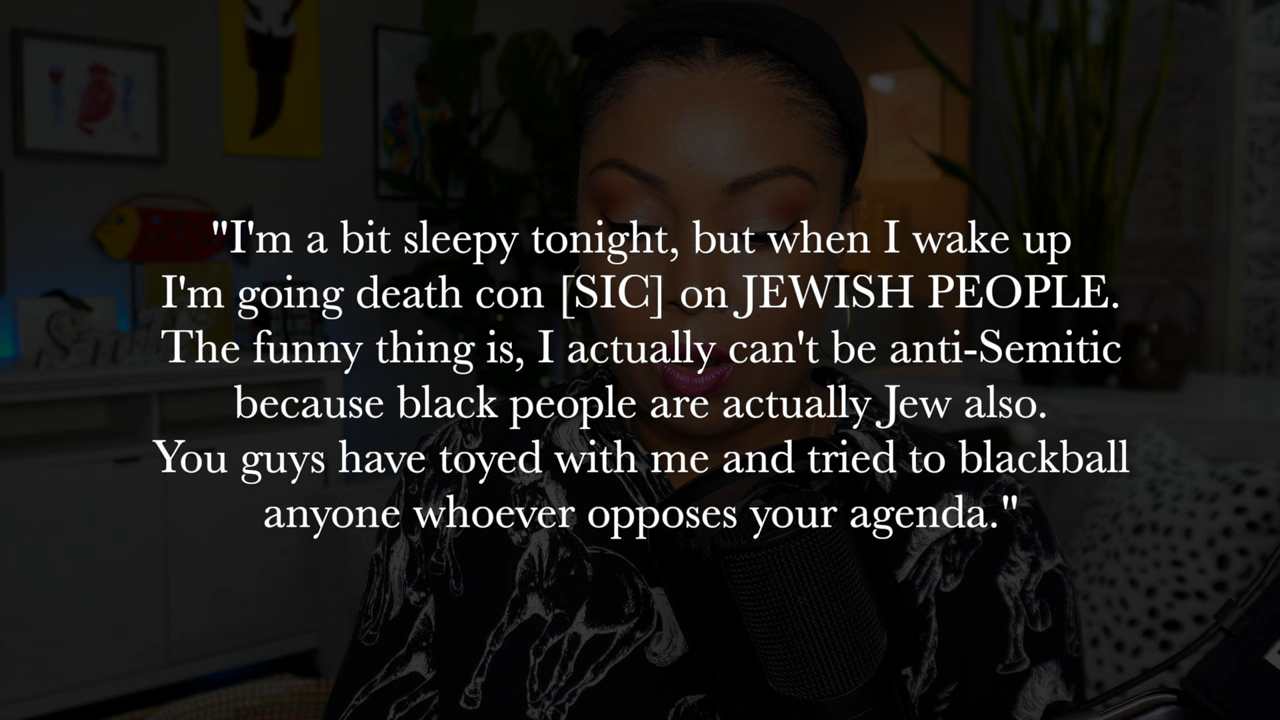 "I'm a bit sleepy tonight, but when I wake up
I'm going death con [SIC] on JEWISH PEOPLE.
The funny thing is, I actually can't be anti-Semitic
because black people are actually Jew also.
You guys have toyed with me and tried to blackball
anyone whoever opposes your agenda."